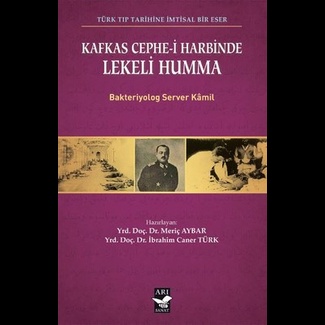 TÜRK TIP TARİHİNE İMTİSAL BİR ESER
KAFKAS CEPHE-İ HARBİNDE
LEKELİ HUMMA
Bakteriyolog Server Kâmil
Hazırlayan:
Yrd. Doç. Dr. Meriç AYBAR
Yrd. Doç. Dr. İbrahim Caner TÜRK
ARI
SANAT